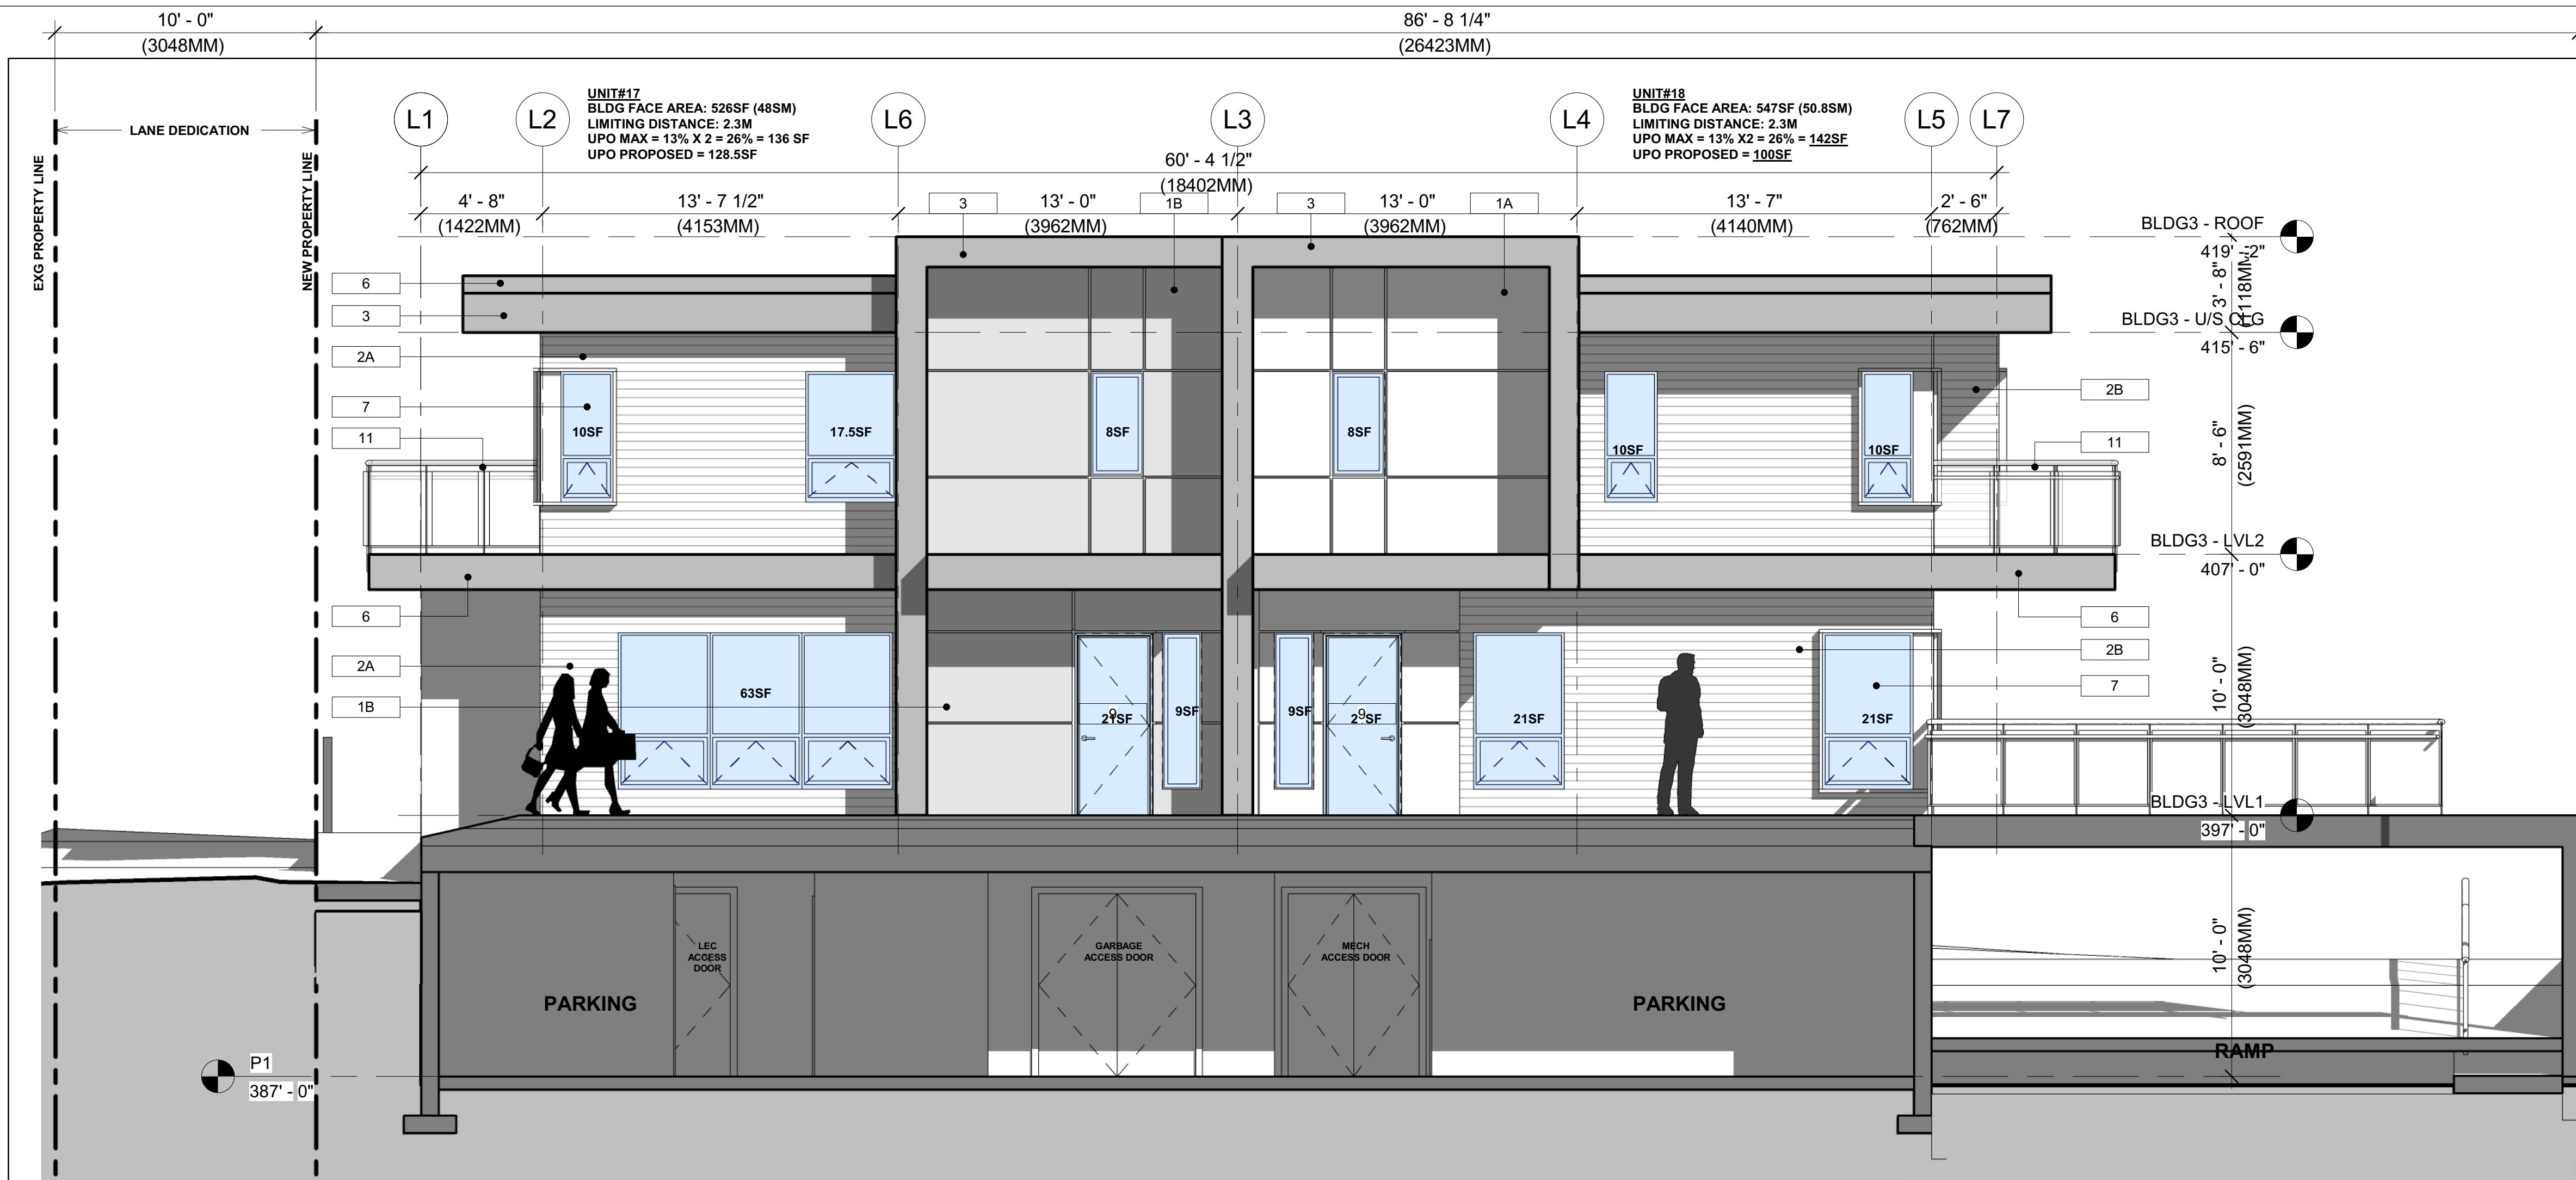 10' - 0"
(3048MM)
86' - 8 1/4"
(26423MM)
LANE DEDICATION
EXG PROPERTY LINE
NEW PROPERTY LINE
L1
L2
L6
L3
L4
L5
L7
UNIT#17
BLDG FACE AREA: 526SF (48SM)
LIMITING DISTANCE: 2.3M
UPO MAX = 13% X 2 = 26% = 136 SF
UPO PROPOSED = 128.5SF
UNIT#18
BLDG FACE AREA: 547SF (50.8SM)
LIMITING DISTANCE: 2.3M
UPO MAX = 13% X2 = 26% = 142SF
UPO PROPOSED = 100SF
60' - 4 1/2"
(18402MM)
4' - 8"
(1422MM)
13' - 7 1/2"
(4153MM)
3
13' - 0"
(3962MM)
1B
3
13' - 0"
(3962MM)
1A
13' - 7"
(4140MM)
2' - 6"
(762MM)
BLDG3 - ROOF
419' - 2"
3' - 8"
(1118MM)
BLDG3 - U/S CLG
415' - 6"
6
3
2A
7
11
10SF
17.5SF
8SF
8SF
10SF
10SF
2B
11
8' - 6"
(2591MM)
BLDG3 - LVL2
407' - 0"
6
2A
1B
63SF
9
21SF
9SF
9SF
9
21SF
21SF
6
2B
7
10' - 0"
(3048MM)
BLDG3 - LVL1
397' - 0"
LEC
ACCESS
DOOR
GARBAGE
ACCESS DOOR
MECH
ACCESS DOOR
PARKING
PARKING
10' - 0"
(3048MM)
RAMP
P1
387' - 0"